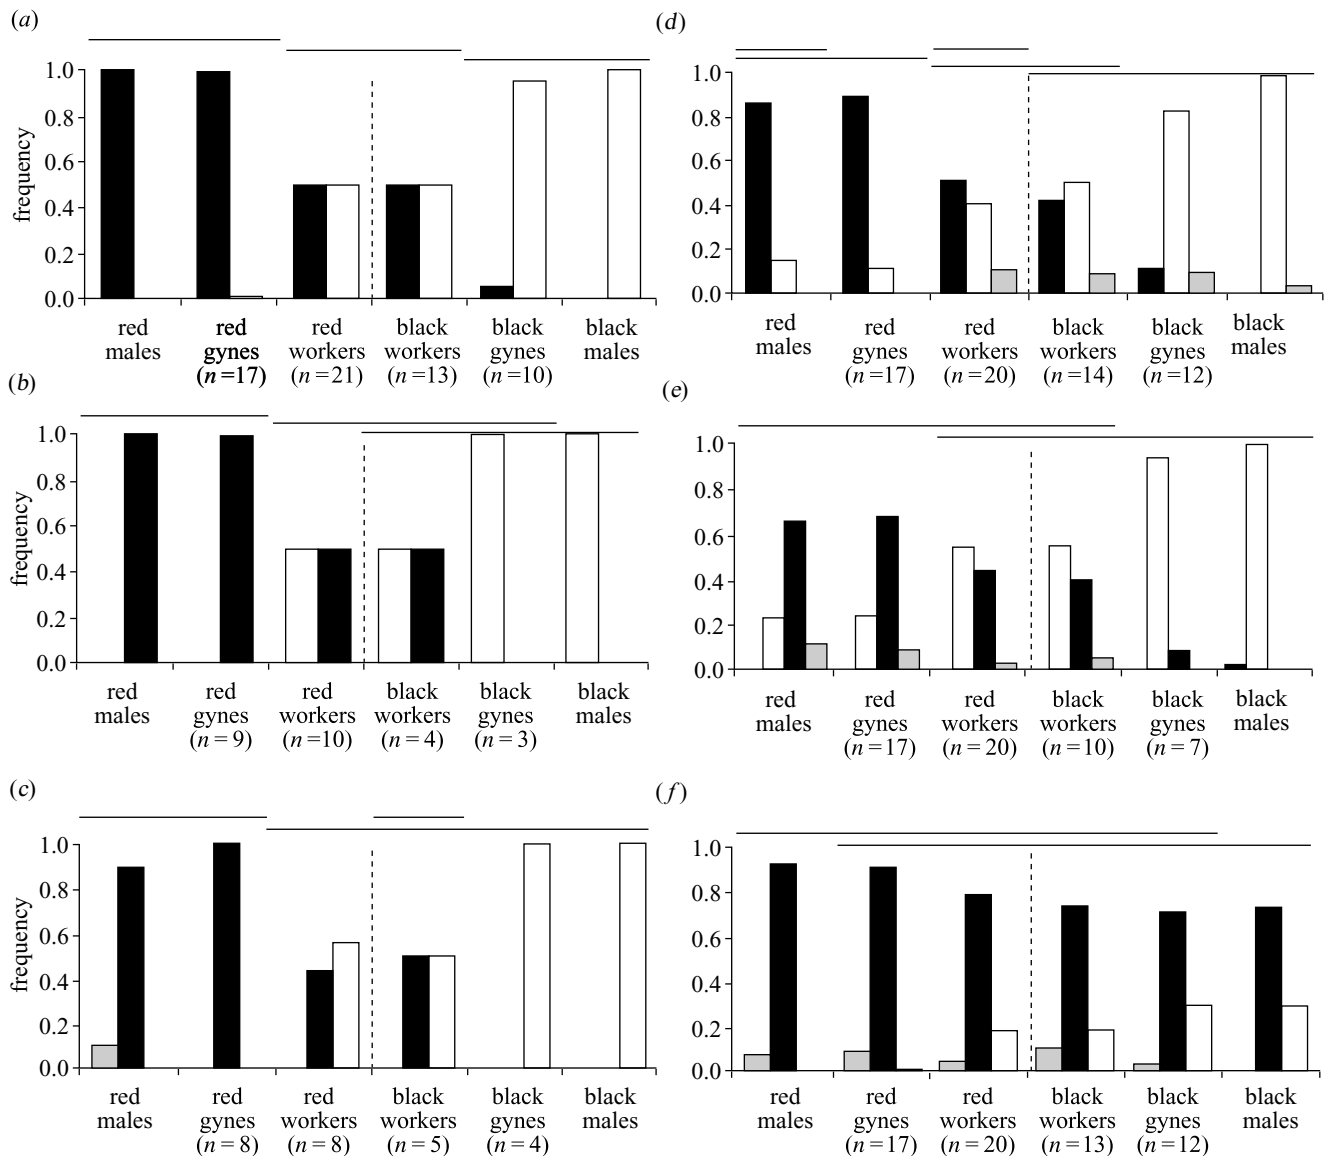 (a)
frequency
1.0
0.8
0.6
0.4
0.2
0.0
red males
red gynes (n =17)
red workers (n =21)
black workers (n =13)
black gynes (n =10)
black males
(b)
frequency
1.0
0.8
0.6
0.4
0.2
0.0
red males
red gynes (n = 9)
red workers (n =10)
black workers (n = 4)
black gynes (n = 3)
black males
(c)
frequency
1.0
0.8
0.6
0.4
0.2
0.0
red males
red gynes (n = 8)
red workers (n = 8)
black workers (n = 5)
black gynes (n = 4)
black males
(d)
1.0
0.8
0.6
0.4
0.2
0.0
red males
red gynes (n =17)
red workers (n =20)
black workers (n =14)
black gynes (n =12)
black males
(e)
1.0
0.8
0.6
0.4
0.2
0.0
red males
red gynes (n =17)
red workers (n =20)
black workers (n =10)
black gynes (n = 7)
black males
(f)
1.0
0.8
0.6
0.4
0.2
0.0
red males
red gynes (n =17)
red workers (n =20)
black workers (n =13)
black gynes (n =12)
black males